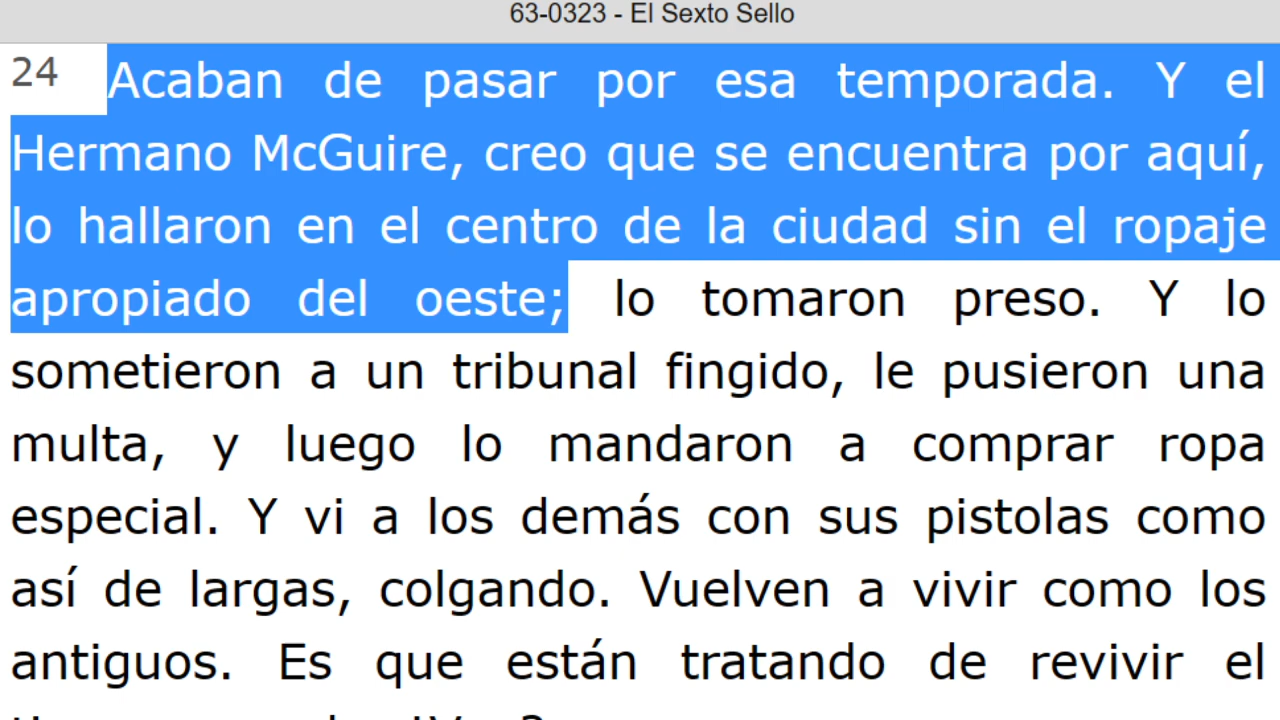 63-0323 - El Sexto Sello
24 Acaban de pasar por esa temporada. Y el
Hermano McGuire, creo que se encuentra por aquí,
lo hallaron en el centro de la ciudad sin el ropaje
apropiado del oeste; lo tomaron preso. Y lo
sometieron a un tribunal fingido, le pusieron una
multa, y luego lo mandaron a comprar ropa
especial. Y vi a los demás con sus pistolas como
así de largas, colgando. Vuelven a vivir como los
antiguos. Es que están tratando de revivir el